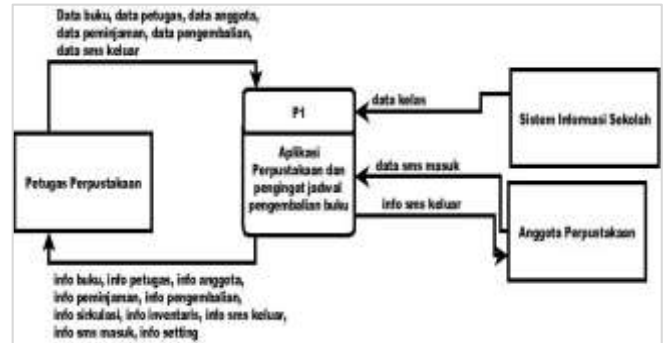 Data buku, data petugas, data anggota,
data peminjaman, data pengembalian,
data sms keluar
P1
Aplikasi
Perpustakaan dan
pengingat jadwal
pengembalian buku
Petugas Perpustakaan
data kelas
Sistem Informasi Sekolah
data sms masuk
info sms keluar
Anggota Perpustakaan
info buku, info petugas, info anggota,
info peminjaman, info pengembalian,
info sirkulasi, info inventaris, info sms keluar,
info sms masuk, info setting